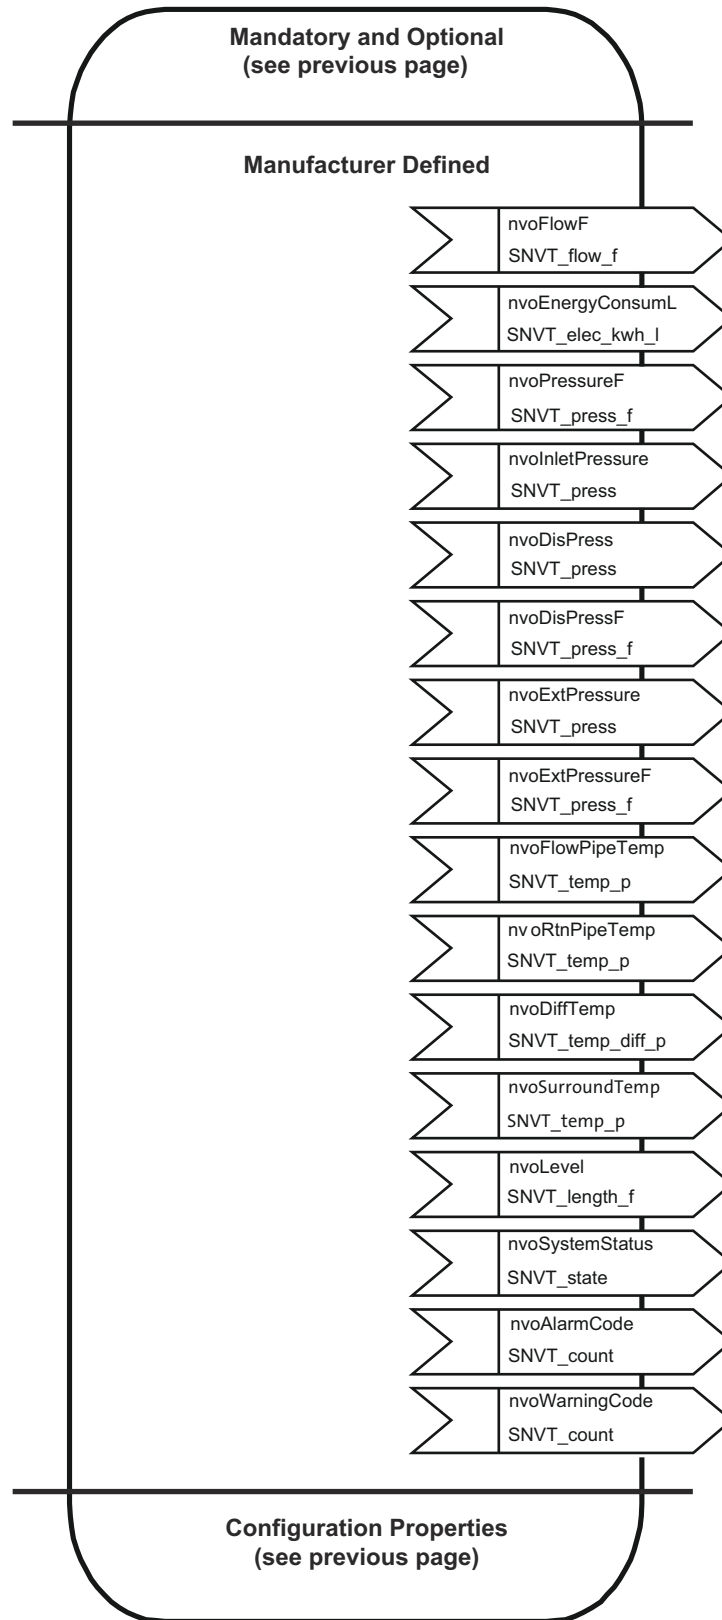 Mandatory and Optional
(see previous page)
Manufacturer Defined
nvoFlowF
SNVT_flow_f
nvoEnergyConsumL
SNVT_elec_kwh_l
nvoPressureF
SNVT_press_f
nvoInletPressure
SNVT_press
nvoDisPress
SNVT_press
nvoDisPressF
SNVT_press_f
nvoExtPressure
SNVT_press
nvoExtPressureF
SNVT_press_f
nvoFlowPipeTemp
SNVT_temp_p
nvoRtnPipeTemp
SNVT_temp_p
nvoDiffTemp
SNVT_temp_diff_p
nvoSurroundTemp
SNVT_temp_p
nvoLevel
SNVT_length_f
nvoSystemStatus
SNVT_state
nvoAlarmCode
SNVT_count
nvoWarningCode
SNVT_count
Configuration Properties
(see previous page)